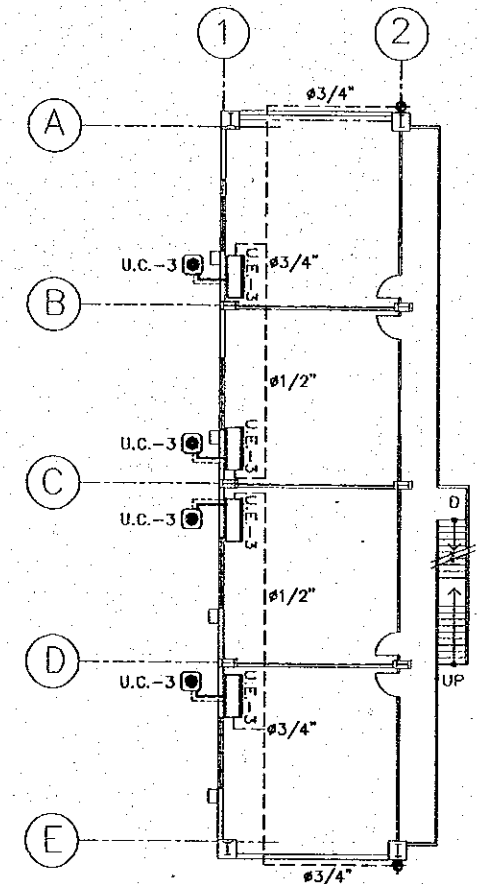 1
2
ø3/4"
A
U.C.-3
U.E.-3
ø3/4"
B
ø1/2"
U.C.-3
U.E.-3
C
U.C.-3
U.E.-3
D
ø1/2"
D
U.C.-3
U.E.-3
UP
ø3/4"
E
ø3/4"